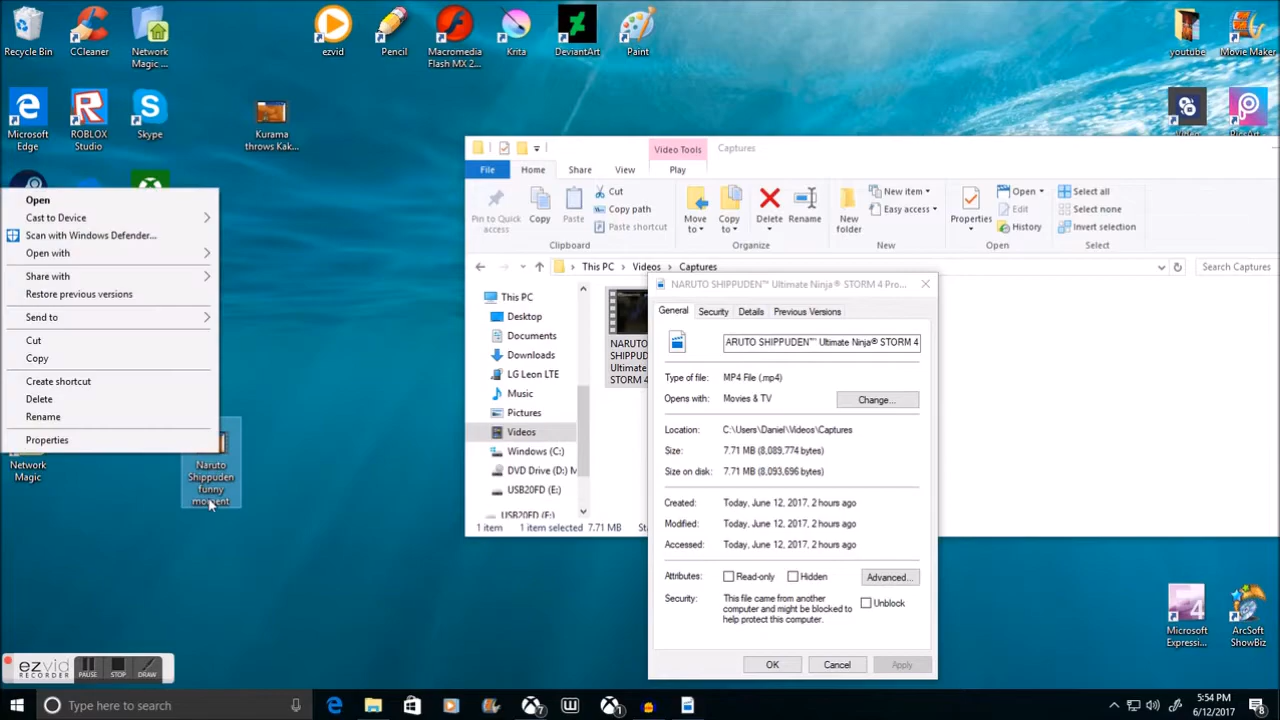 Recycle Bin
CCleaner
Network
Magic ...
ezvid
Pencil
Macromedia
Flash MX 2...
Krita
DeviantArt
Paint
youtube
Movie Maker
Microsoft
Edge
ROBLOX
Studio
Skype
Kurama
throws Kak...
Open
Cast to Device
Scan with Windows Defender...
Open with
Share with
Restore previous versions
Send to
Cut
Copy
Create shortcut
Delete
Rename
Properties
Network
Magic
Naruto
Shippuden
funny
moment
Video Tools
Captures
File
Home
Share
View
Play
Pin to Quick
access
Copy
Paste
Cut
Copy path
Paste shortcut
Clipboard
Move
to
Copy
to
Delete
Rename
Organize
New
folder
New item
Easy access
New
Properties
Open
Edit
History
Open
Select all
Select none
Invert selection
Select
This PC
Videos
Captures
Search Captures
This PC
Desktop
Documents
Downloads
LG Leon LTE
Music
Pictures
Videos
Windows (C:)
DVD Drive (D:) M
USB20FD (E:)
USB20FD (E:)
NARUTO
SHIPPUDEN
Ultimate
STORM 4
1 item
1 item selected
7.71 MB
NARUTO SHIPPUDEN™ Ultimate Ninja® STORM 4 Pro...
General
Security
Details
Previous Versions
ARUTO SHIPPUDEN™ Ultimate Ninja® STORM 4
Type of file:
MP4 File (.mp4)
Opens with:
Movies & TV
Change...
Location:
C:\Users\Daniel\Videos\Captures
Size:
7.71 MB (8,089,774 bytes)
Size on disk:
7.71 MB (8,093,696 bytes)
Created:
Today, June 12, 2017, 2 hours ago
Modified:
Today, June 12, 2017, 2 hours ago
Accessed:
Today, June 12, 2017, 2 hours ago
Attributes:
Read-only
Hidden
Advanced...
Security:
This file came from another
computer and might be blocked to
help protect this computer.
Unblock
OK
Cancel
Apply
Microsoft
Expressi...
ArcSoft
ShowBiz
ezvid
RECORDER
PAUSE
STOP
DRAW
Type here to search
7
1
5:54 PM
6/12/2017
8